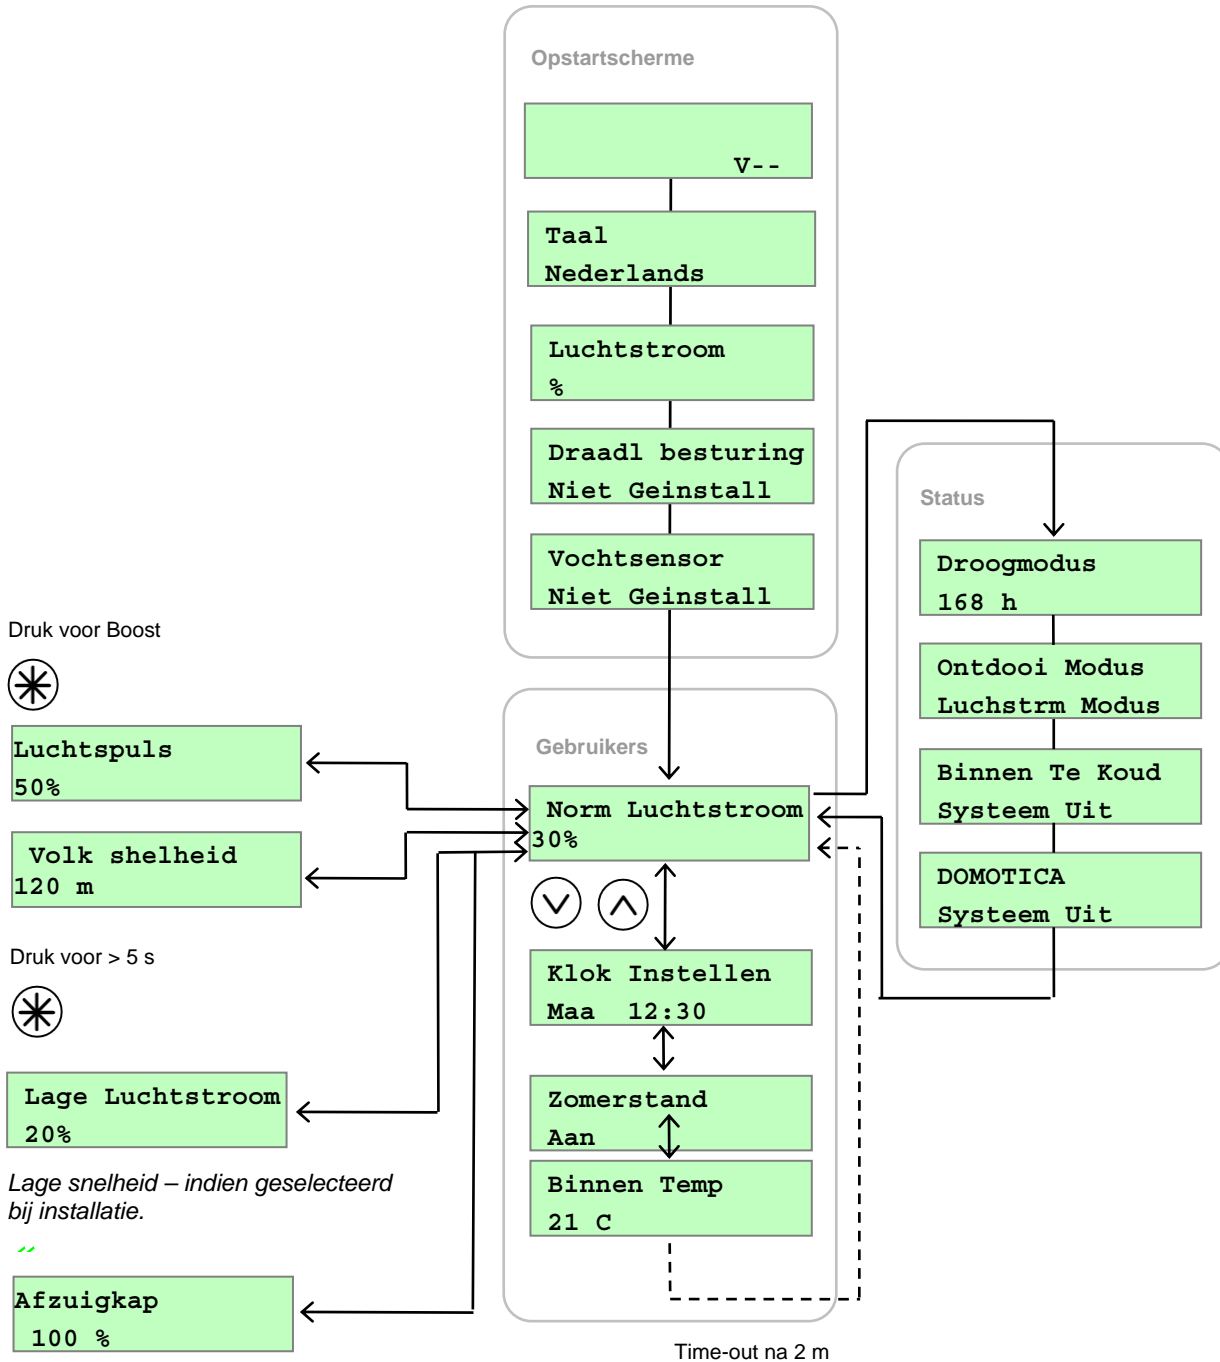 Opstartscherme
V--
Taal
Nederlands
Luchtstroom
%
Draadl besturing
Niet Geinstall
Vochtsensor
Niet Geinstall
Status
Droogmodus
168 h
Ontdooi Modus
Luchstrm Modus
Binnen Te Koud
Systeem Uit
DOMOTICA
Systeem Uit
Druk voor Boost
Luchtspuls
50%
Volk shelheid
120 m
Druk voor > 5 s
Lage Luchtstroom
20%
Lage snelheid – indien geselecteerd
bij installatie.
Afzuigkap
100 %
Gebruikers
Norm Luchtstroom
30%
Klok Instellen
Maa 12:30
Zomerstand
Aan
Binnen Temp
21 C
Time-out na 2 m